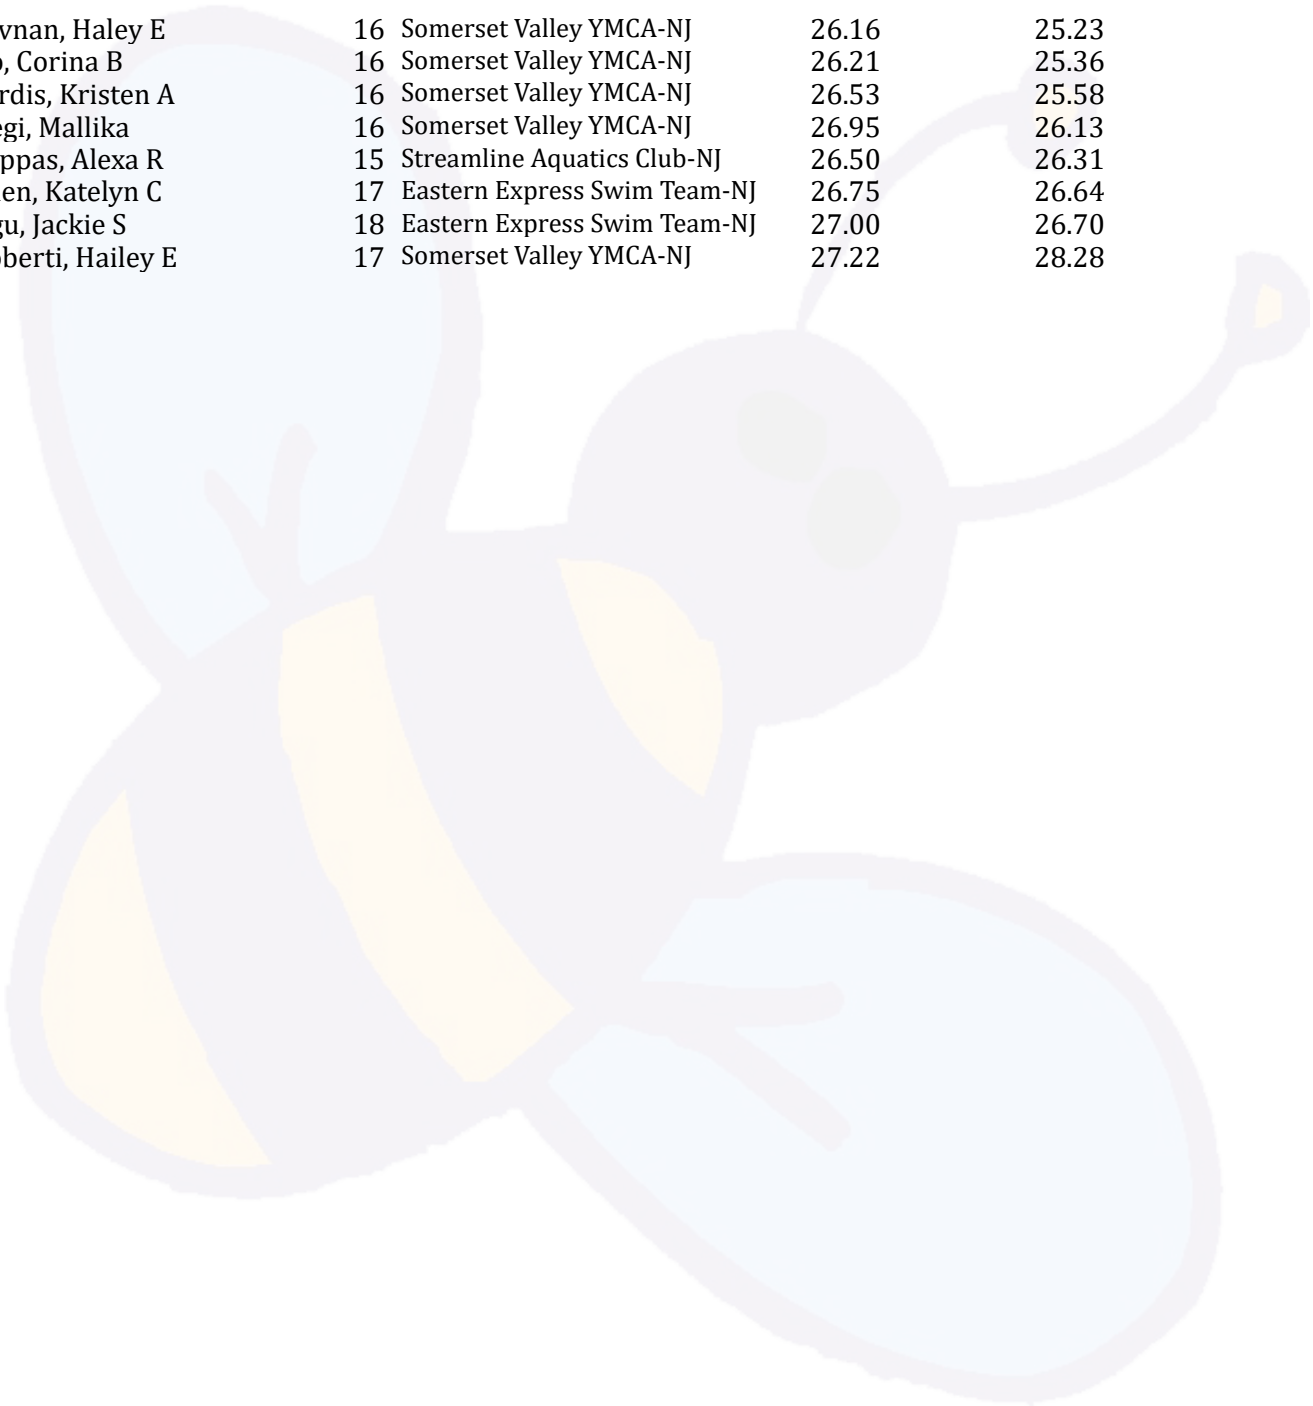 vnan, Haley E 16 Somerset Valley YMCA-NJ 26.16 25.23
, Corina B 16 Somerset Valley YMCA-NJ 26.21 25.36
rdis, Kristen A 16 Somerset Valley YMCA-NJ 26.53 25.58
egi, Mallika 16 Somerset Valley YMCA-NJ 26.95 26.13
ppas, Alexa R 15 Streamline Aquatics Club-NJ 26.50 26.31
en, Katelyn C 17 Eastern Express Swim Team-NJ 26.75 26.64
gu, Jackie S 18 Eastern Express Swim Team-NJ 27.00 26.70
berti, Hailey E 17 Somerset Valley YMCA-NJ 27.22 28.28